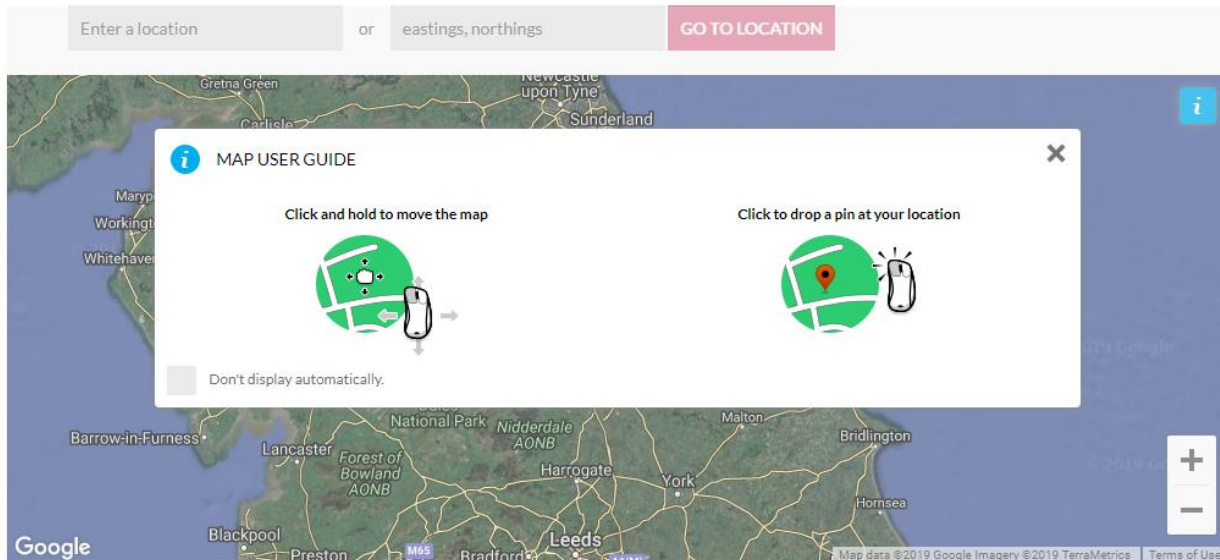 Enter a location or eastings, northings GO TO LOCATION
Gretna Green
Newcastle
upon Tyne
Carlisle
Sunderland
i
i MAP USER GUIDE
Click and hold to move the map Click to drop a pin at your location
Don't display automatically.
National Park
Nidderdale
AONB
Malton
Barrow-in-Furness
Bridlington
Lancaster
Forest of
Bowland
AONB
Harrogate
York
Hornsea
Blackpool
Leeds
Preston
M65
Bradford
Google
Map data ©2019 Google Imagery ©2019 TerraMetrics Terms of Use